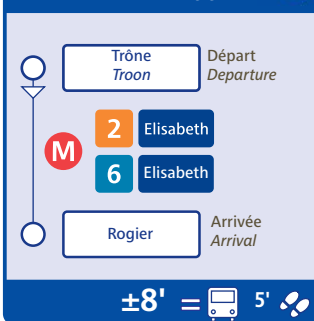 Trône Départ
Troon Departure
M
2 Elisabeth
6 Elisabeth
Rogier
Arrivée
Arrival
±8' = 5'